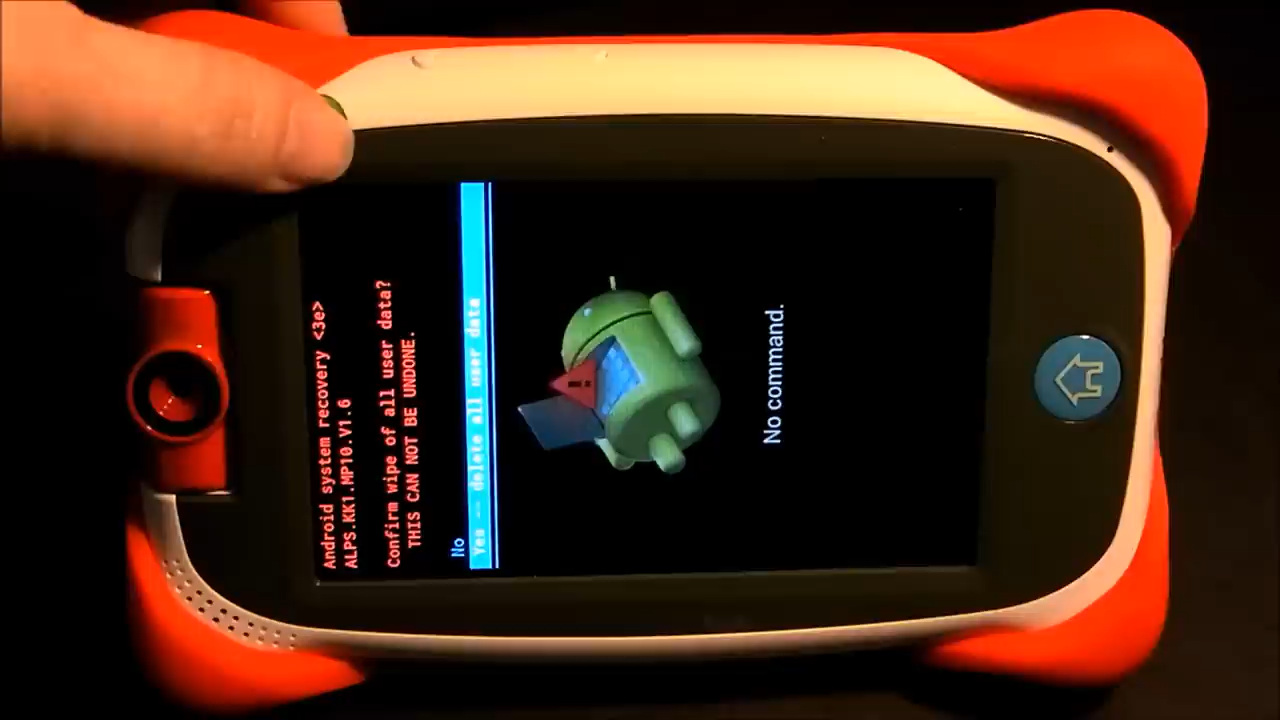 Android system recovery <3e>
ALPS.KK1.MP10.V1.6
Confirm wipe of all user data?
THIS CAN NOT BE UNDONE.
No
Yes -- delete all user data
No command.